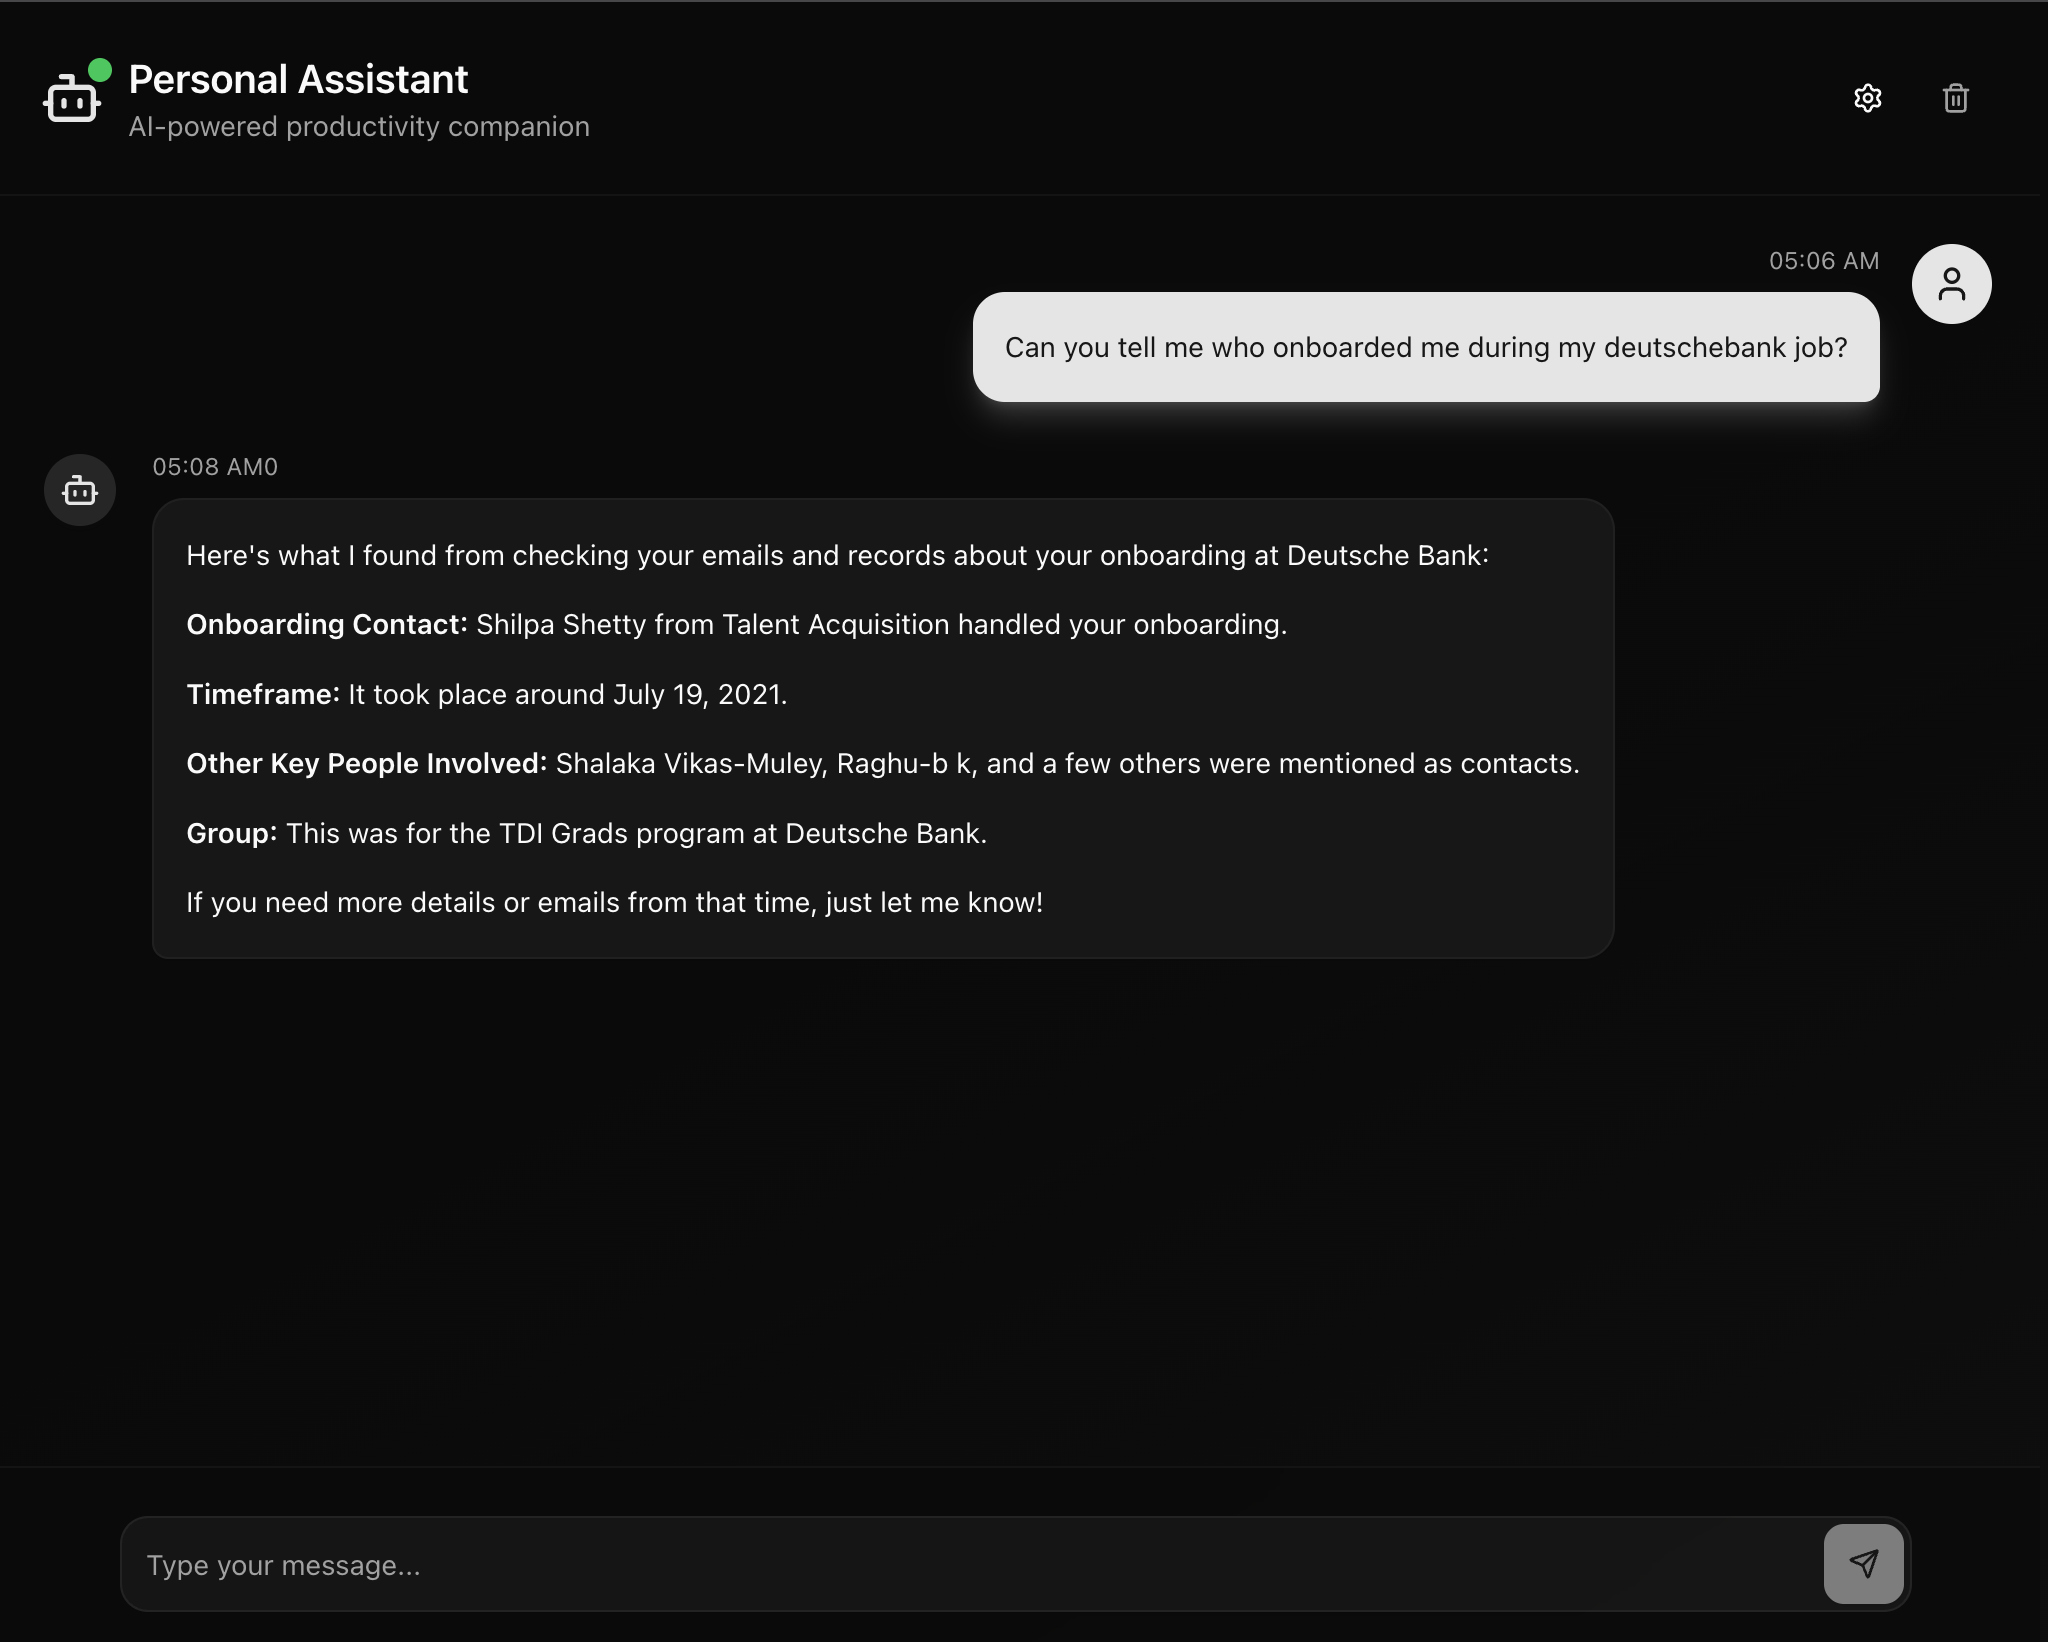 Personal Assistant
AI-powered productivity companion
05:06 AM
Can you tell me who onboarded me during my deutschebank job?
05:08 AM0
Here's what I found from checking your emails and records about your onboarding at Deutsche Bank:
Onboarding Contact: Shilpa Shetty from Talent Acquisition handled your onboarding.
Timeframe: It took place around July 19, 2021.
Other Key People Involved: Shalaka Vikas-Muley, Raghu-b k, and a few others were mentioned as contacts.
Group: This was for the TDI Grads program at Deutsche Bank.
If you need more details or emails from that time, just let me know!
Type your message...